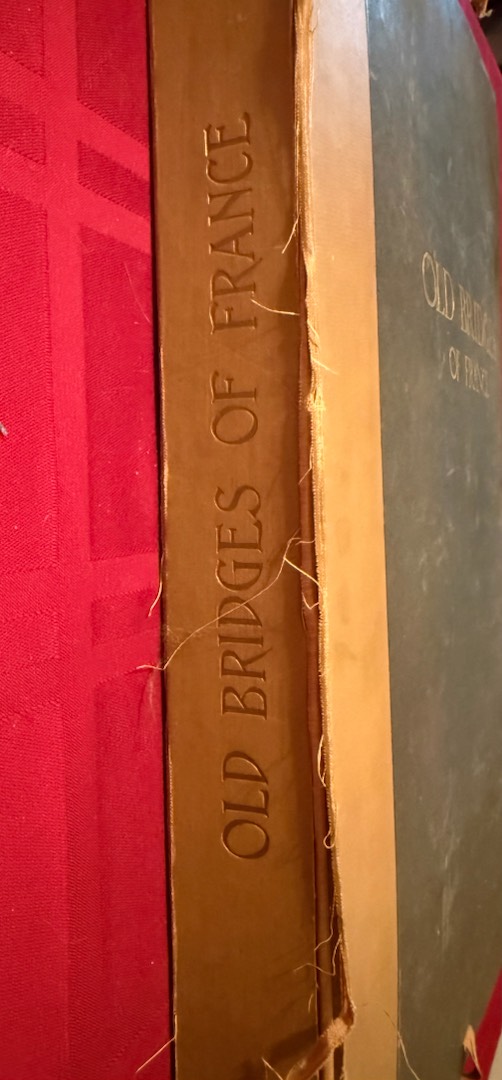 OLD BRIDGES OF FRANCE
OLD BRIDGES
OF FRANCE